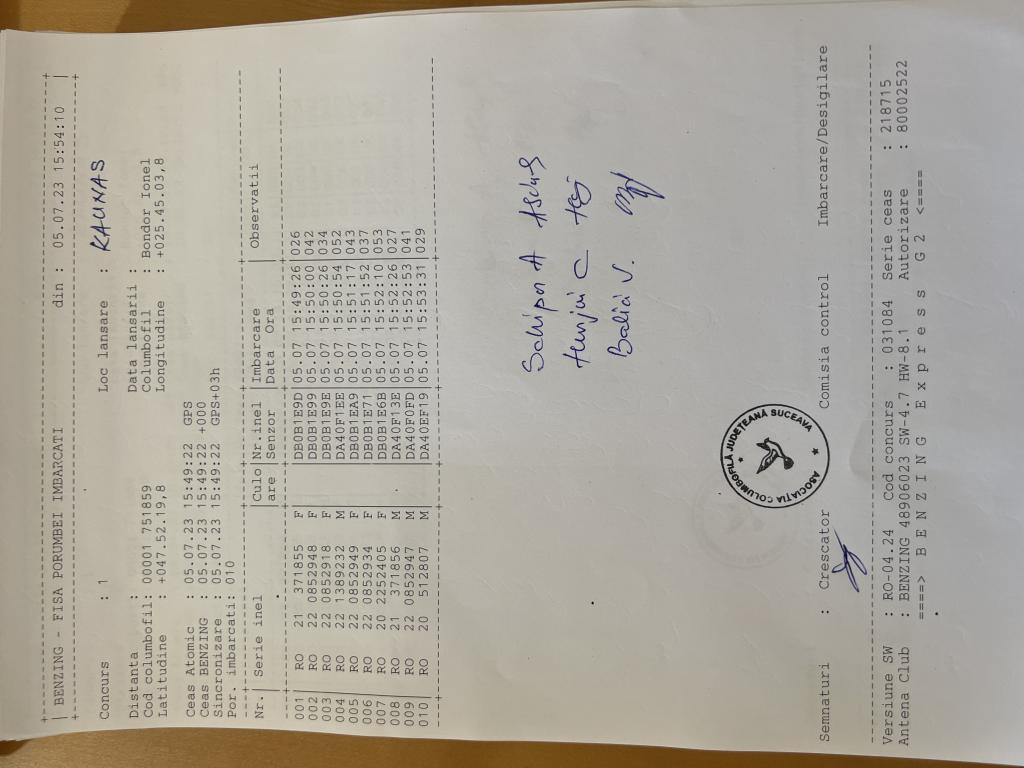 BENZING - FISA PORUMBEI IMBARCATI din : 05.07.23 15:54:10
Concurs : 1 Loc lansare : KAUNAS
Distanta : Data lansarii :
Cod columbofil: 00001 751859 Columbofil : Bondor Ionel
Latitudine : +047.52.19,8 Longitudine : +025.45.03,8
Ceas Atomic : 05.07.23 15:49:22 GPS
Ceas BENZING : 05.07.23 15:49:22 +000
Sincronizare : 05.07.23 15:49:22 GPS+03h
Por. imbarcati: 010
Nr.| Serie inel |Culo|Nr.inel |Imbarcare | Observatii
are |Senzor |Data Ora
001 | RO 21 371855 F | |DB0B1E9D|05.07 15:49:26|026
002 | RO 22 0852948 F | |DB0B1E99|05.07 15:50:00|042
003 | RO 22 0852918 F | |DB0B1E9E|05.07 15:50:26|034
004 | RO 22 1389232 M | |DA40F1EE|05.07 15:50:54|052
005 | RO 22 0852949 F | |DB0B1EA9|05.07 15:51:17|043
006 | RO 22 0852934 F | |DB0B1E71|05.07 15:51:52|037
007 | RO 20 2252405 F | |DB0B1E6B|05.07 15:52:10|053
008 | RO 21 371856 M | |DA40F13E|05.07 15:52:26|027
009 | RO 22 0852947 M | |DA40F0FD|05.07 15:52:53|041
010 | RO 20 512807 M | |DA40EF19|05.07 15:53:31|029
Schipor A
C
V.
ASOCIAȚIA COLUMBOFILĂ JUDEȚEANĂ SUCEAVA
Semnaturi : Crescator Comisia control Imbarcare/Desigilare
Versiune SW : RO-04.24 Cod concurs : 031084 Serie ceas : 218715
Antena Club : BENZING 48906023 SW-4.7 HW-8.1 Autorizare : 80002522
====> B E N Z I N G E x p r e s s G 2 <====